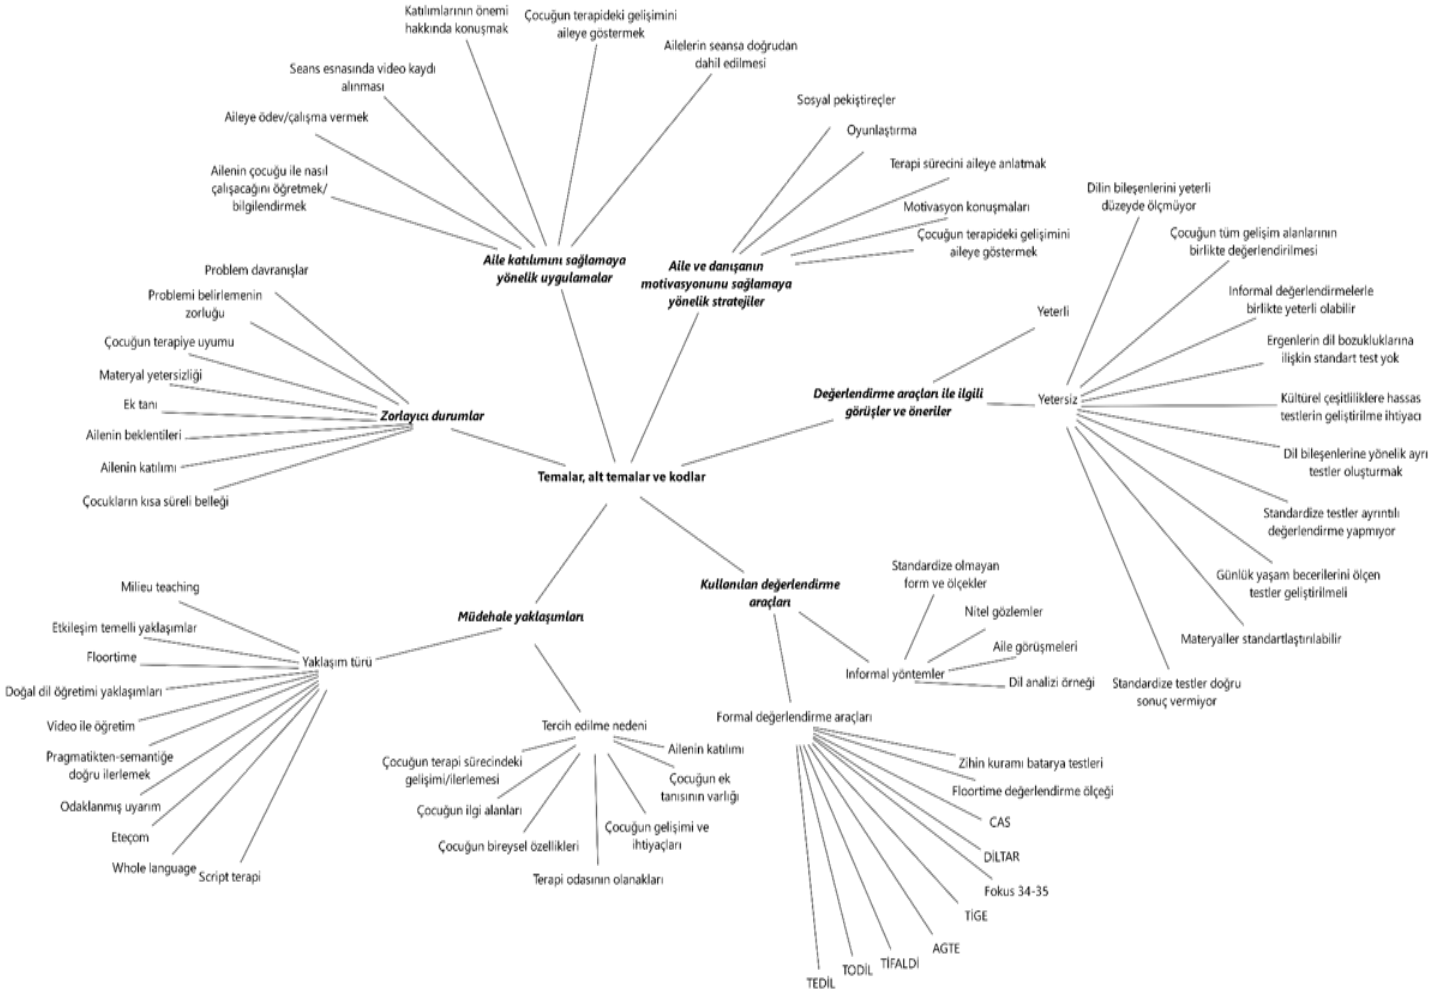 Katılımlarının önemi
hakkında konuşmak
Çocuğun terapideki gelişimini
aileye göstermek
Ailelerin seansa doğrudan
dahil edilmesi
Seans esnasında video kaydı
alınması
Aileye ödev/çalışma vermek
Ailenin çocuğu ile nasıl
çalışacağını öğretmek/
bilgilendirmek
Aile katılımını sağlamaya
yönelik uygulamalar
Sosyal pekiştireçler
Oyunlaştırma
Terapi sürecini aileye anlatmak
Motivasyon konuşmaları
Çocuğun terapideki gelişimini
aileye göstermek
Aile ve danışanın
motivasyonunu sağlamaya
yönelik stratejiler
Problem davranışlar
Problemi belirlemenin
zorluğu
Çocuğun terapiye uyumu
Materyal yetersizliği
Ek tanı
Ailenin beklentileri
Ailenin katılımı
Çocukların kısa süreli belleği
Zorlayıcı durumlar
Yeterli
Değerlendirme araçları ile ilgili
görüşler ve öneriler
Yetersiz
Dilin bileşenlerini yeterli
düzeyde ölçmüyor
Çocuğun tüm gelişim alanlarının
birlikte değerlendirilmesi
Informal değerlendirmelerle
birlikte yeterli olabilir
Ergenlerin dil bozukluklarına
ilişkin standart test yok
Kültürel çeşitliliklere hassas
testlerin geliştirilme ihtiyacı
Dil bileşenlerine yönelik ayrı
testler oluşturmak
Standardize testler ayrıntılı
değerlendirme yapmıyor
Günlük yaşam becerilerini ölçen
testler geliştirilmeli
Materyaller standartlaştırılabilir
Standardize testler doğru
sonuç vermiyor
Temalar, alt temalar ve kodlar
Kullanılan değerlendirme
araçları
Standardize olmayan
form ve ölçekler
Nitel gözlemler
Aile görüşmeleri
Dil analizi örneği
Informal yöntemler
Formal değerlendirme araçları
Zihin kuramı batarya testleri
Floortime değerlendirme ölçeği
CAS
DİLTAR
Fokus 34-35
TİGE
AGTE
TİFALDİ
TODİL
TEDİL
Müdehale yaklaşımları
Yaklaşım türü
Milieu teaching
Etkileşim temelli yaklaşımlar
Floortime
Doğal dil öğretimi yaklaşımları
Video ile öğretim
Pragmatikten-semantiğe
doğru ilerlemek
Odaklanmış uyarım
Eteçom
Whole language
Script terapi
Tercih edilme nedeni
Çocuğun terapi sürecindeki
gelişimi/ilerlemesi
Çocuğun ilgi alanları
Çocuğun bireysel özellikleri
Terapi odasının olanakları
Çocuğun gelişimi ve
ihtiyaçları
Çocuğun ek
tanısının varlığı
Ailenin katılımı